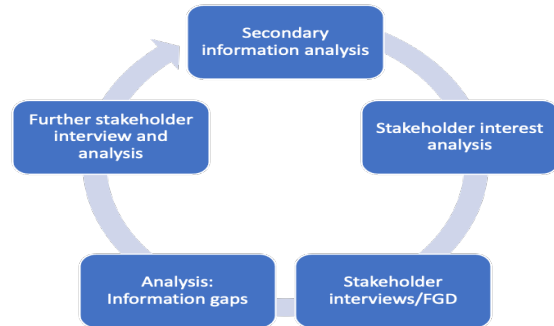 Secondary
information analysis
Stakeholder interest
analysis
Stakeholder
interviews/FGD
Analysis:
Information gaps
Further stakeholder
interview and
analysis